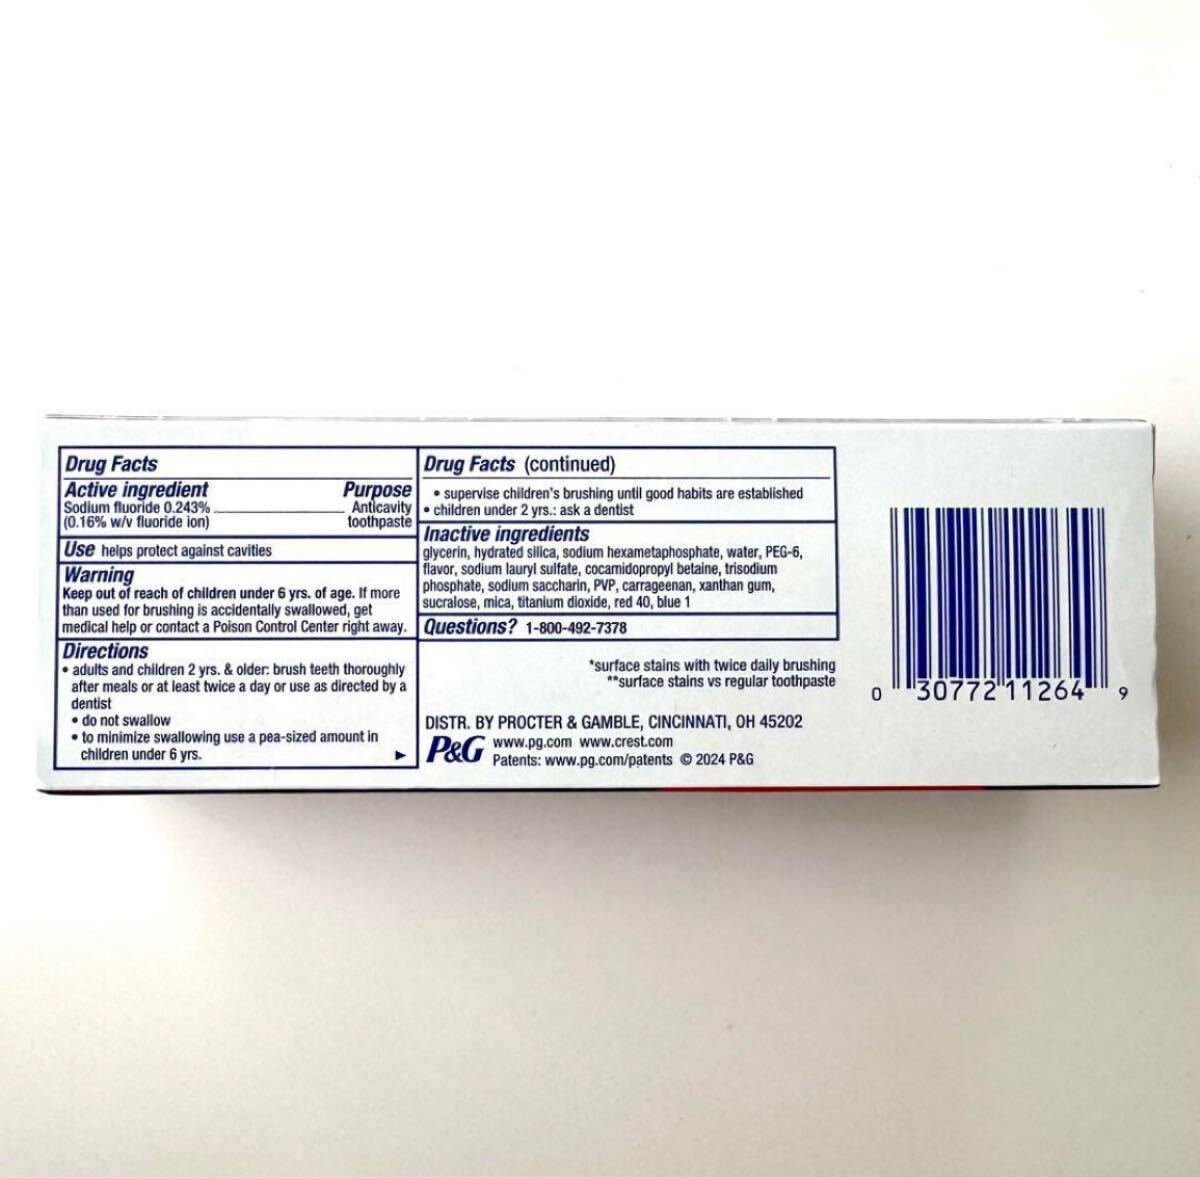 Drug Facts
Active ingredient Purpose
Sodium fluoride 0.243% Anticavity
(0.16% w/v fluoride ion) toothpaste
Use helps protect against cavities
Warning
Keep out of reach of children under 6 yrs. of age. If more
than used for brushing is accidentally swallowed, get
medical help or contact a Poison Control Center right away.
Directions
• adults and children 2 yrs. & older: brush teeth thoroughly
after meals or at least twice a day or use as directed by a
dentist
• do not swallow
• to minimize swallowing use a pea-sized amount in
children under 6 yrs.
Drug Facts (continued)
• supervise children's brushing until good habits are established
• children under 2 yrs.: ask a dentist
Inactive ingredients
glycerin, hydrated silica, sodium hexametaphosphate, water, PEG-6,
flavor, sodium lauryl sulfate, cocamidopropyl betaine, trisodium
phosphate, sodium saccharin, PVP, carrageenan, xanthan gum,
sucralose, mica, titanium dioxide, red 40, blue 1
Questions? 1-800-492-7378
*surface stains with twice daily brushing
**surface stains vs regular toothpaste
DISTR. BY PROCTER & GAMBLE, CINCINNATI, OH 45202
P&G www.pg.com www.crest.com
Patents: www.pg.com/patents © 2024 P&G
0 30772 11264 9